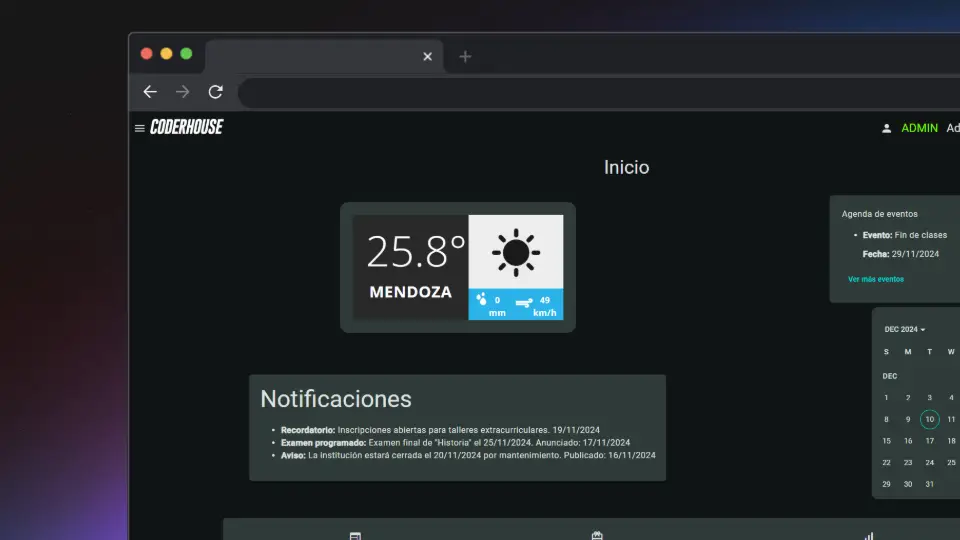 CODERHOUSE
ADMIN Ad
Inicio
25.8°
MENDOZA
0
mm
49
km/h
Agenda de eventos
• Evento: Fin de clases
Fecha: 29/11/2024
Ver más eventos
Notificaciones
• Recordatorio: Inscripciones abiertas para talleres extracurriculares. 19/11/2024
• Examen programado: Examen final de "Historia" el 25/11/2024. Anunciado: 17/11/2024
• Aviso: La institución estará cerrada el 20/11/2024 por mantenimiento. Publicado: 16/11/2024
DEC 2024
S M T W
DEC
1 2 3 4
8 9 10 11
15 16 17 18
22 23 24 25
29 30 31